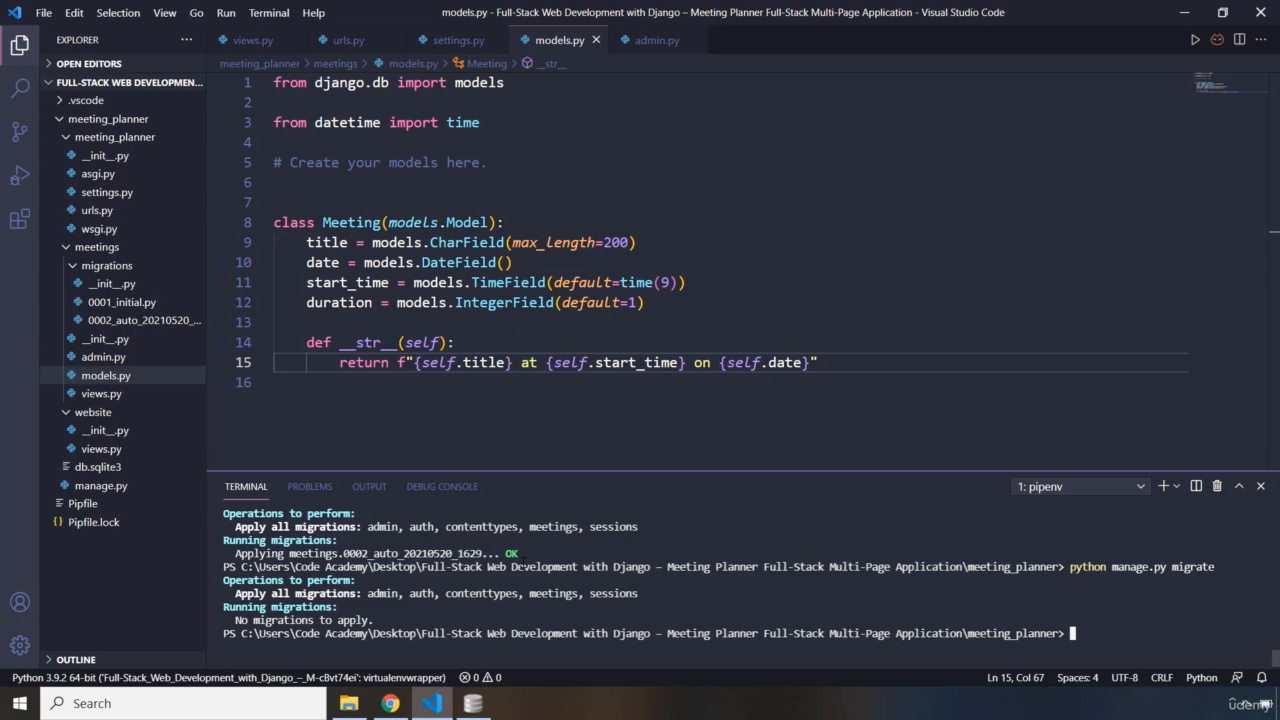 File Edit Selection View Go Run Terminal Help models.py - Full-Stack Web Development with Django – Meeting Planner Full-Stack Multi-Page Application - Visual Studio Code
EXPLORER ··· views.py urls.py settings.py models.py admin.py
OPEN EDITORS meeting_planner > meetings > models.py > Meeting > __str__
FULL-STACK WEB DEVELOPMEN...
.vscode
meeting_planner
meeting_planner
__init__.py
asgi.py
settings.py
urls.py
wsgi.py
meetings
migrations
__init__.py
0001_initial.py
0002_auto_20210520_...
__init__.py
admin.py
models.py
views.py
website
__init__.py
views.py
db.sqlite3
manage.py
Pipfile
{} Pipfile.lock
OUTLINE
1 from django.db import models
2
3 from datetime import time
4
5 # Create your models here.
6
7
8 class Meeting(models.Model):
9 title = models.CharField(max_length=200)
10 date = models.DateField()
11 start_time = models.TimeField(default=time(9))
12 duration = models.IntegerField(default=1)
13
14 def __str__(self):
15 return f"{self.title} at {self.start_time} on {self.date}"
16
TERMINAL PROBLEMS OUTPUT DEBUG CONSOLE 1: pipenv
Operations to perform:
Apply all migrations: admin, auth, contenttypes, meetings, sessions
Running migrations:
Applying meetings.0002_auto_20210520_1629... OK
PS C:\Users\Code Academy\Desktop\Full-Stack Web Development with Django – Meeting Planner Full-Stack Multi-Page Application\meeting_planner> python manage.py migrate
Operations to perform:
Apply all migrations: admin, auth, contenttypes, meetings, sessions
Running migrations:
No migrations to apply.
PS C:\Users\Code Academy\Desktop\Full-Stack Web Development with Django – Meeting Planner Full-Stack Multi-Page Application\meeting_planner>
Python 3.9.2 64-bit ('Full-Stack_Web_Development_with_Django_–_M-c8vt74ei': virtualenvwrapper) 0 0 Ln 15, Col 67 Spaces: 4 UTF-8 CRLF Python
Search
udemy